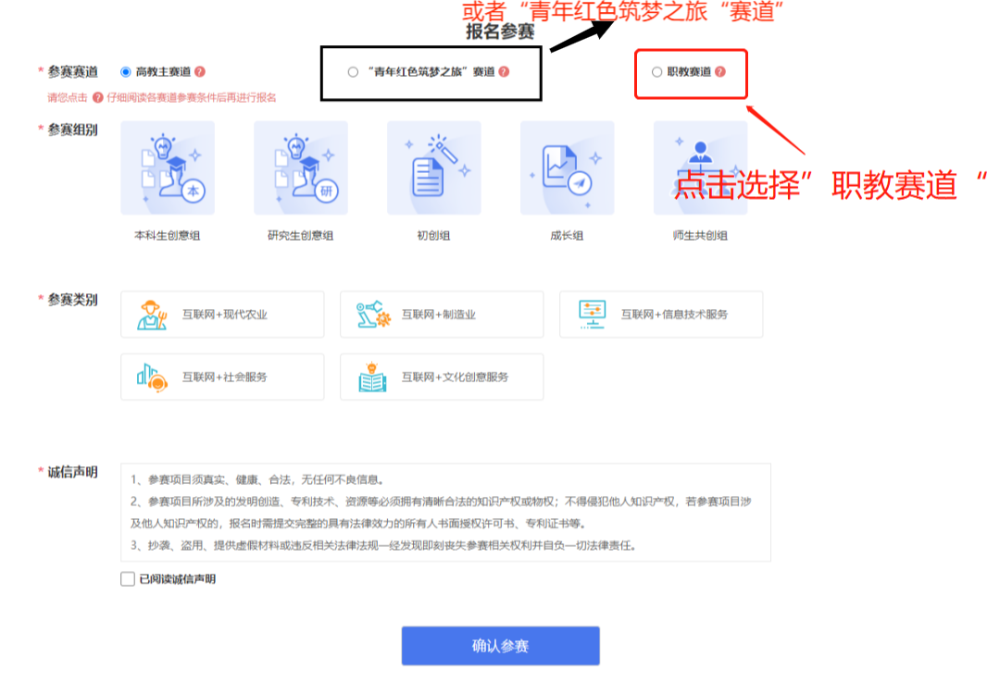 或者“青年红色筑梦之旅“赛道”
报名参赛
* 参赛赛道 高教主赛道 ? “青年红色筑梦之旅”赛道 ? 职教赛道 ?
请您点击 ? 仔细阅读各赛道参赛条件后再进行报名
* 参赛组别
本 研
点击选择”职教赛道“
本科生创意组 研究生创意组 初创组 成长组 师生共创组
* 参赛类别
互联网+现代农业 互联网+制造业 互联网+信息技术服务
互联网+社会服务 互联网+文化创意服务
* 诚信声明
1、参赛项目须真实、健康、合法，无任何不良信息。
2、参赛项目所涉及的发明创造、专利技术、资源等必须拥有清晰合法的知识产权或物权；不得侵犯他人知识产权，若参赛项目涉
及他人知识产权的，报名时需提交完整的具有法律效力的所有人书面授权许可书、专利证书等。
3、抄袭、盗用、提供虚假材料或违反相关法律法规一经发现即刻丧失参赛相关权利并自负一切法律责任。
已阅读诚信声明
确认参赛